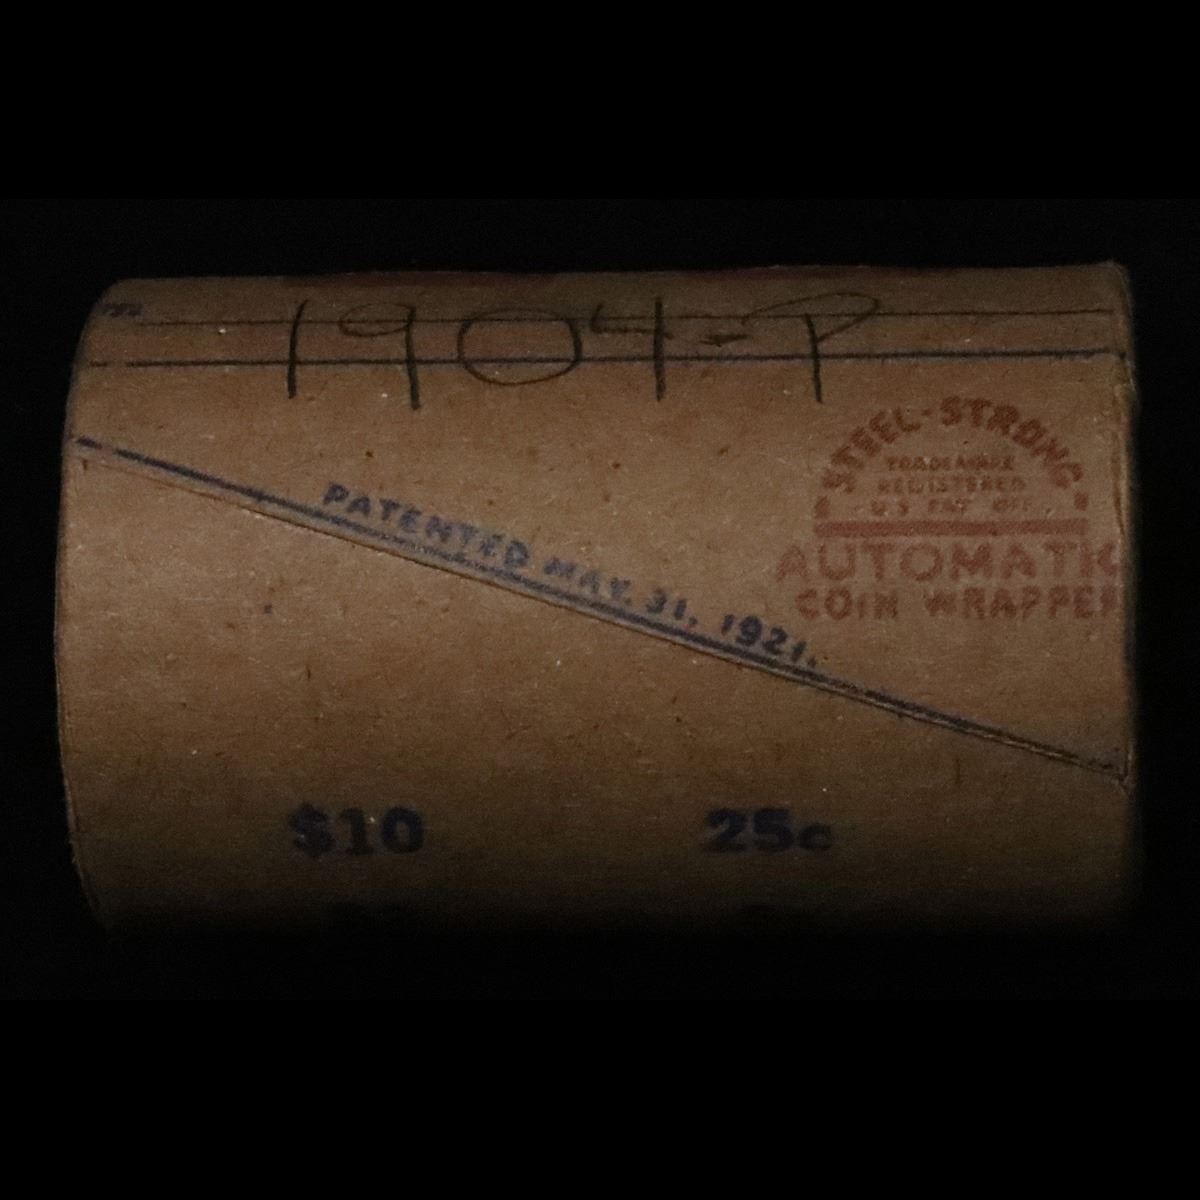 1904-P
STEEL-STRONG
TRADEMARK
REGISTERED
U.S. PAT. OFF.
AUTOMATIC
COIN WRAPPER
PATENTED MAY. 31, 1921.
$10 25c